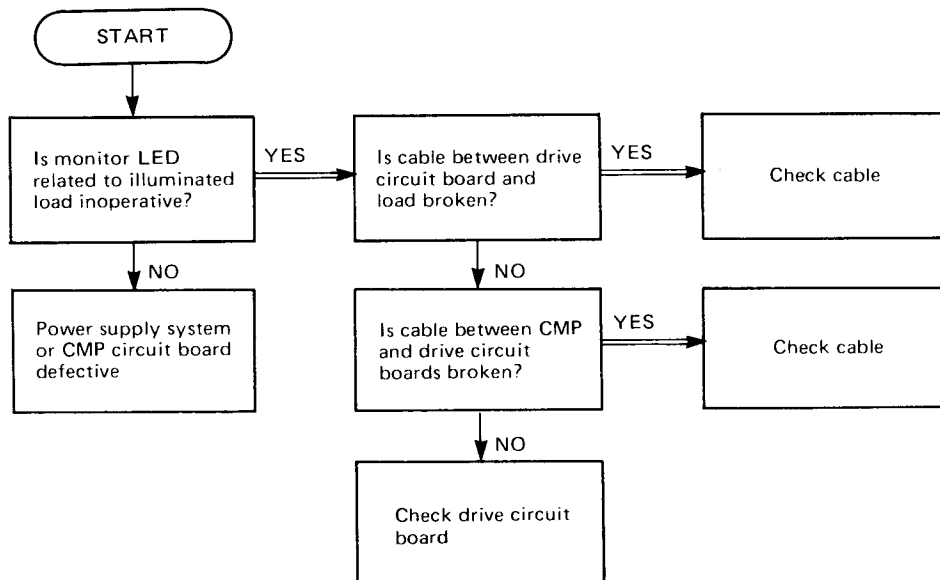 START
Is monitor LED
related to illuminated
load inoperative?
YES
Is cable between drive
circuit board and
load broken?
YES
Check cable
NO
Power supply system
or CMP circuit board
defective
NO
Is cable between CMP
and drive circuit
boards broken?
YES
Check cable
NO
Check drive circuit
board